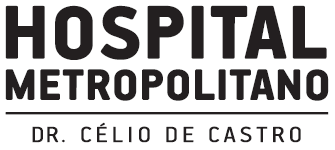 HOSPITAL
METROPOLITANO
DR. CÉLIO DE CASTRO